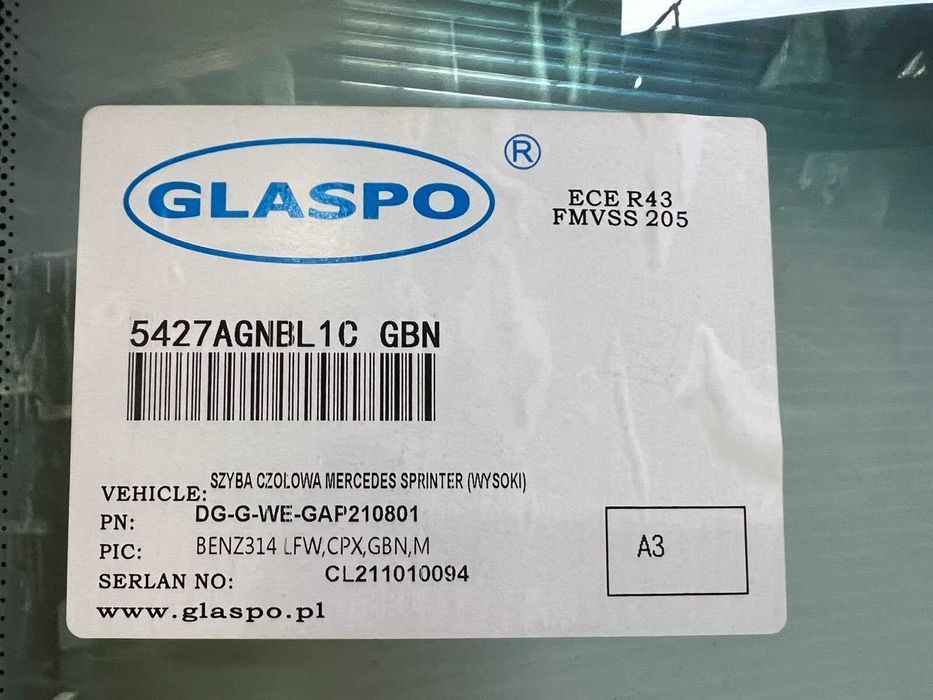 GLASPO ®
ECE R43
FMVSS 205
5427AGNBL1C GBN
VEHICLE: SZYBA CZOLOWA MERCEDES SPRINTER (WYSOKI)
PN: DG-G-WE-GAP210801
PIC: BENZ314 LFW,CPX,GBN,M
A3
SERLAN NO: CL211010094
www.glaspo.pl